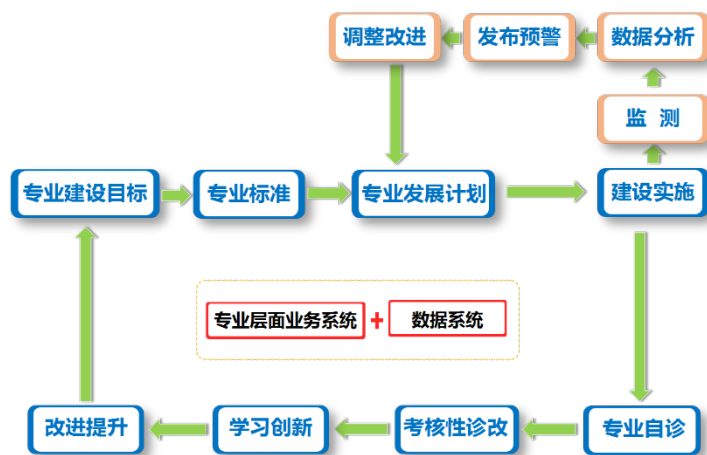 调整改进
发布预警
数据分析
监 测
专业建设目标
专业标准
专业发展计划
建设实施
专业层面业务系统 + 数据系统
改进提升
学习创新
考核性诊改
专业自诊